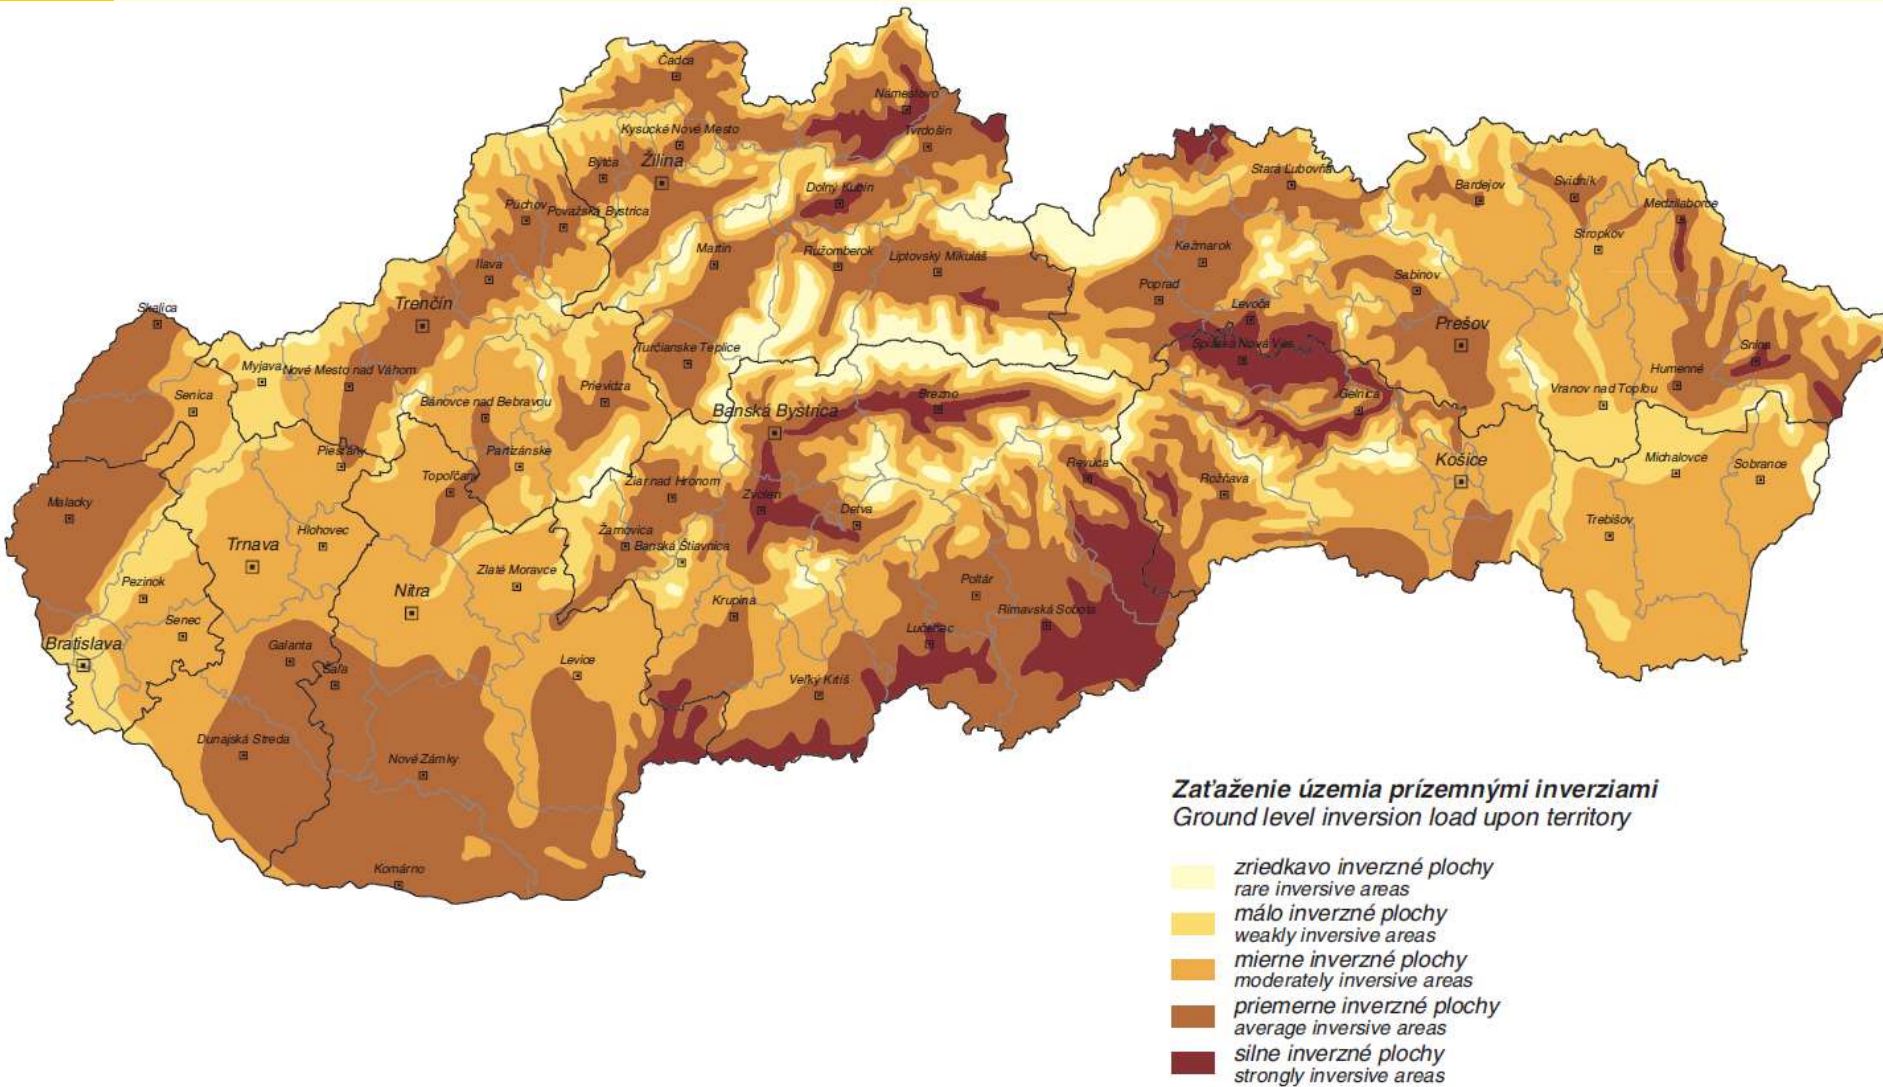 Čadca
Námestovo
Kysucké Nové Mesto
Tvrdošín
Bytča
Žilina
Stará Ľubovňa
Bardejov
Svidník
Dolný Kubín
Medzilaborce
Púchov
Považská Bystrica
Stropkov
Kežmarok
Martin
Ružomberok
Liptovský Mikuláš
Ilava
Sabinov
Poprad
Trenčín
Levoča
Skalica
Prešov
Turčianske Teplice
Spišská Nová Ves
Snina
Myjava
Nové Mesto nad Váhom
Humenné
Prievidza
Senica
Bánovce nad Bebravou
Brezno
Gelnica
Vranov nad Topľou
Banská Bystrica
Piešťany
Partizánske
Košice
Michalovce
Sobrance
Topoľčany
Revúca
Žiar nad Hronom
Rožňava
Zvolen
Malacky
Detva
Trebišov
Hlohovec
Žarnovica
Trnava
Banská Štiavnica
Zlaté Moravce
Pezinok
Poltár
Nitra
Krupina
Rimavská Sobota
Senec
Lučenec
Bratislava
Galanta
Levice
Šaľa
Veľký Krtíš
Dunajská Streda
Nové Zámky
Komárno
Zaťaženie územia prízemnými inverziami
Ground level inversion load upon territory
zriedkavo inverzné plochy
rare inversive areas
málo inverzné plochy
weakly inversive areas
mierne inverzné plochy
moderately inversive areas
priemerne inverzné plochy
average inversive areas
silne inverzné plochy
strongly inversive areas